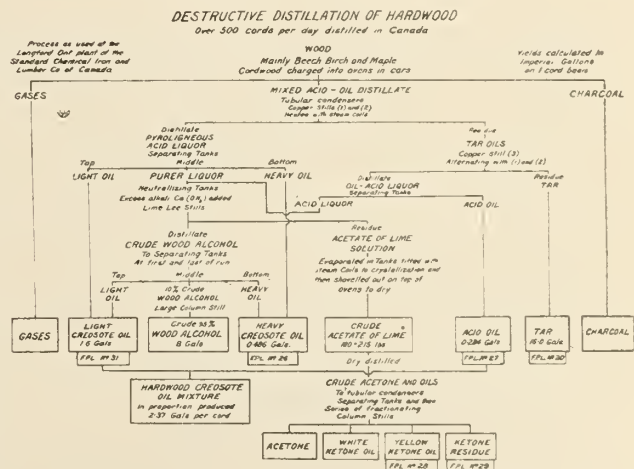 DESTRUCTIVE DISTILLATION OF HARDWOOD
Over 500 cords per day distilled in Canada
Process as used at the
Longford Ont plant of the
Standard Chemical Iron and
Lumber Co of Canada
WOOD
Mainly Beech Birch and Maple
Cordwood charged into ovens in cars
Yields calculated in
Imperial Gallons
on 1 cord basis
GASES
MIXED ACID - OIL DISTILLATE
Tubular condensers
Copper Stills (1) and (2)
Heated with steam coils
CHARCOAL
Distillate
PYROLIGNEOUS
ACID LIQUOR
Separating Tanks
Residue
TAR OILS
Copper Still (3)
Alternating with (1) and (2)
Top
Middle
Bottom
LIGHT OIL
PURER LIQUOR
HEAVY OIL
Neutralizing Tanks
Excess alkali Ca(OH)2 added
Lime Lee Stills
Distillate
OIL-ACID LIQUOR
Separating Tanks
Residue
TAR
ACID LIQUOR
ACID OIL
Distillate
CRUDE WOOD ALCOHOL
To Separating Tanks
At first and last of run
Residue
ACETATE OF LIME
SOLUTION
Evaporated in Tanks fitted with
steam Coils to crystallization and
then shovelled out on top of
ovens to dry
Top
Middle
Bottom
LIGHT
OIL
10% Crude
WOOD ALCOHOL
Large Column Still
HEAVY
OIL
GASES
LIGHT
CREOSOTE OIL
1.8 Gals
FPL Nº 31
Crude 95%
WOOD ALCOHOL
8 Gals
HEAVY
CREOSOTE OIL
0.486 Gals.
FPL Nº 26
CRUDE
ACETATE OF LIME
180-215 lbs
ACID OIL
FPL Nº 27
TAR
15.0 Gals
FPL Nº 30
CHARCOAL
Dry distilled
HARDWOOD CREOSOTE
OIL MIXTURE
In proportion produced
2.37 Gals per cord
CRUDE ACETONE AND OILS
To tubular condensers
Separating Tanks and
Series of fractionating
Column Stills
ACETONE
WHITE
KETONE OIL
YELLOW
KETONE OIL
FPL Nº 28
KETONE
RESIDUE
FPL Nº 29